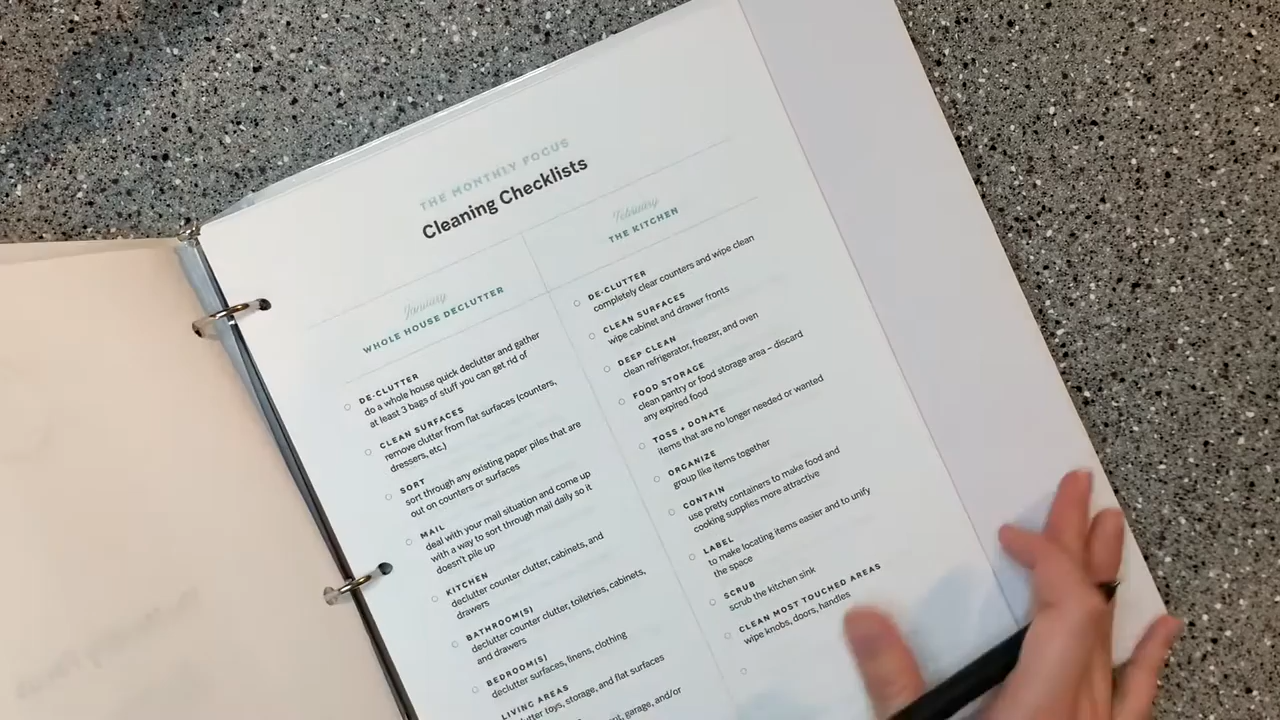 THE MONTHLY FOCUS
Cleaning Checklists
January
WHOLE HOUSE DECLUTTER
DE-CLUTTER
do a whole house quick declutter and gather
at least 3 bags of stuff you can get rid of
CLEAN SURFACES
remove clutter from flat surfaces (counters,
dressers, etc.)
SORT
sort through any existing paper piles that are
out on counters or surfaces
MAIL
deal with your mail situation and come up
with a way to sort through mail daily so it
doesn't pile up
KITCHEN
declutter counter clutter, cabinets, and
drawers
BATHROOM(S)
declutter counter clutter, toiletries, cabinets,
and drawers
BEDROOM(S)
declutter surfaces, linens, clothing
LIVING AREAS
clutter toys, storage, and flat surfaces
garage, and/or
February
THE KITCHEN
DE-CLUTTER
completely clear counters and wipe clean
CLEAN SURFACES
wipe cabinet and drawer fronts
DEEP CLEAN
clean refrigerator, freezer, and oven
FOOD STORAGE
clean pantry or food storage area – discard
any expired food
TOSS + DONATE
items that are no longer needed or wanted
ORGANIZE
group like items together
CONTAIN
use pretty containers to make food and
cooking supplies more attractive
LABEL
to make locating items easier and to unify
the space
SCRUB
scrub the kitchen sink
CLEAN MOST TOUCHED AREAS
wipe knobs, doors, handles